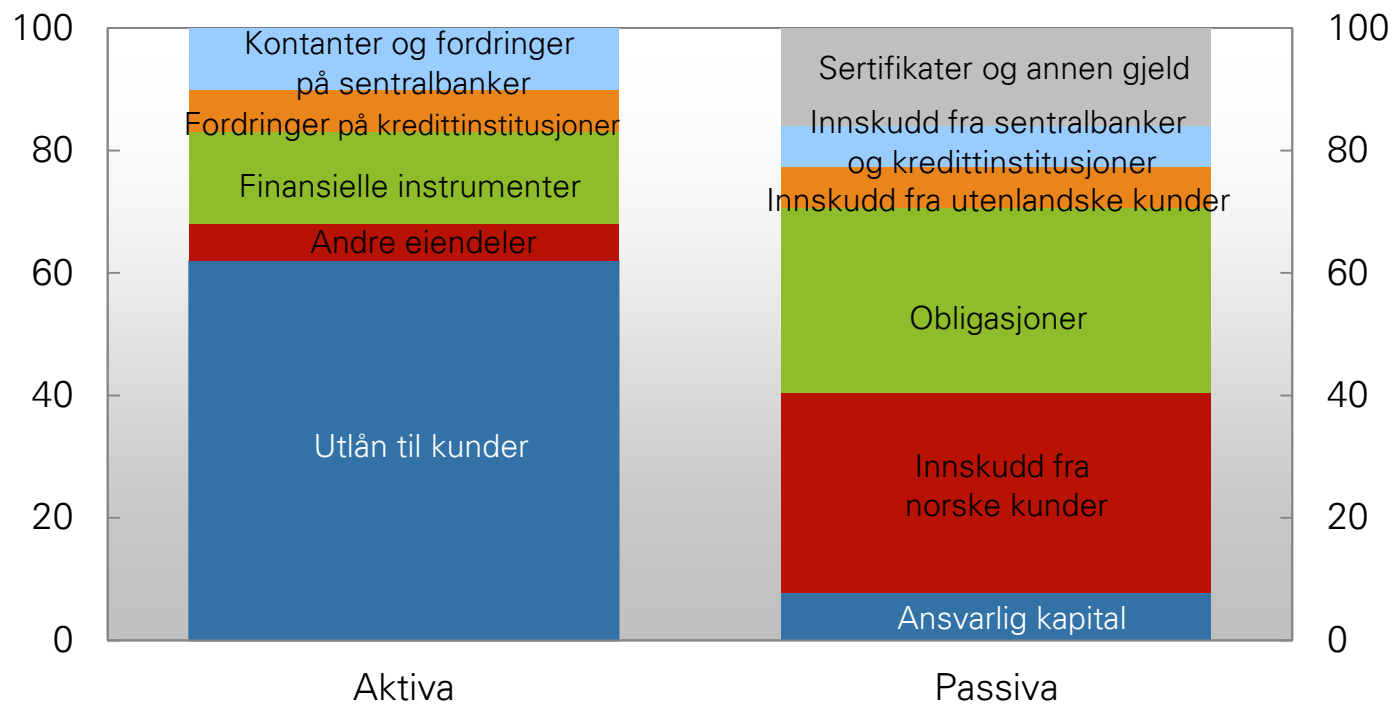 100
80
60
40
20
0
Kontanter og fordringer
på sentralbanker
Fordringer på kredittinstitusjoner
Finansielle instrumenter
Andre eiendeler
Utlån til kunder
Aktiva
Sertifikater og annen gjeld
Innskudd fra sentralbanker
og kredittinstitusjoner
Innskudd fra utenlandske kunder
Obligasjoner
Innskudd fra
norske kunder
Ansvarlig kapital
Passiva
100
80
60
40
20
0